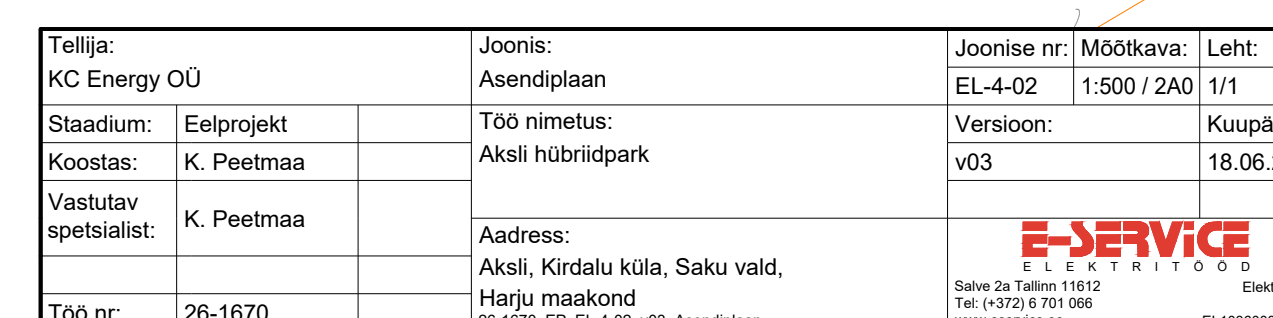 Tellija:
KC Energy OÜ
Joonis:
Asendiplaan
Joonise nr:
EL-4-02
Mõõtkava:
1:500 / 2A0
Leht:
1/1
Staadium: Eelprojekt
Koostas: K. Peetmaa
Vastutav
spetsialist: K. Peetmaa
Töö nr: 26-1670
Töö nimetus:
Aksli hübriidpark
Versioon:
v03
18.06.
Aadress:
Aksli, Kirdalu küla, Saku vald,
Harju maakond
E-SERVICE
ELEKTRITÖÖD
Salve 2a Tallinn 11612
Tel: (+372) 6 701 066